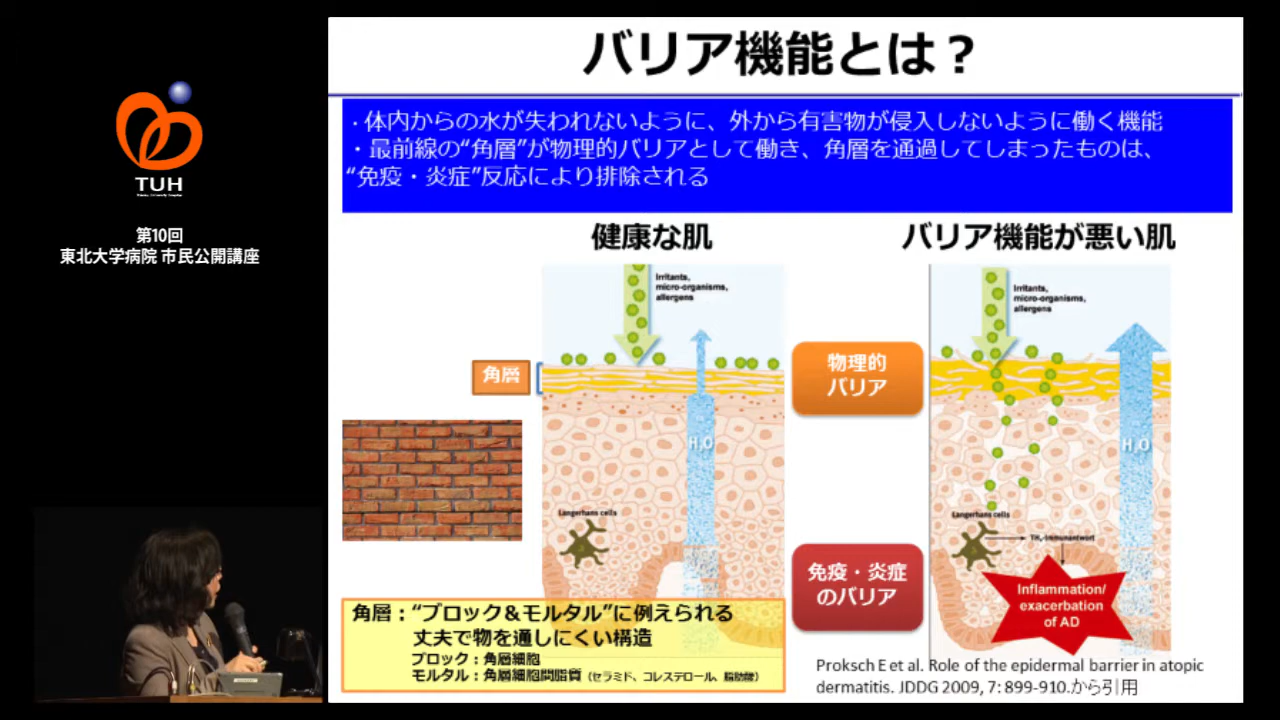 バリア機能とは？
・体内からの水が失われないように、外から有害物が侵入しないように働く機能
・最前線の“角層”が物理的バリアとして働き、角層を通過してしまったものは、
“免疫・炎症”反応により排除される
TUH
第10回
東北大学病院 市民公開講座
健康な肌
バリア機能が悪い肌
Irritants,
micro-organisms,
allergens
Irritants,
micro-organisms,
allergens
角層
物理的
バリア
H₂O
H₂O
Langerhans cells
Langerhans cells
免疫・炎症
のバリア
Inflammation/
exacerbation
of AD
角層：“ブロック＆モルタル”に例えられる
丈夫で物を通しにくい構造
ブロック：角層細胞
モルタル：角層細胞間脂質（セラミド、コレステロール、脂肪酸）
Proksch E et al. Role of the epidermal barrier in atopic
dermatitis. JDDG 2009, 7: 899-910.から引用